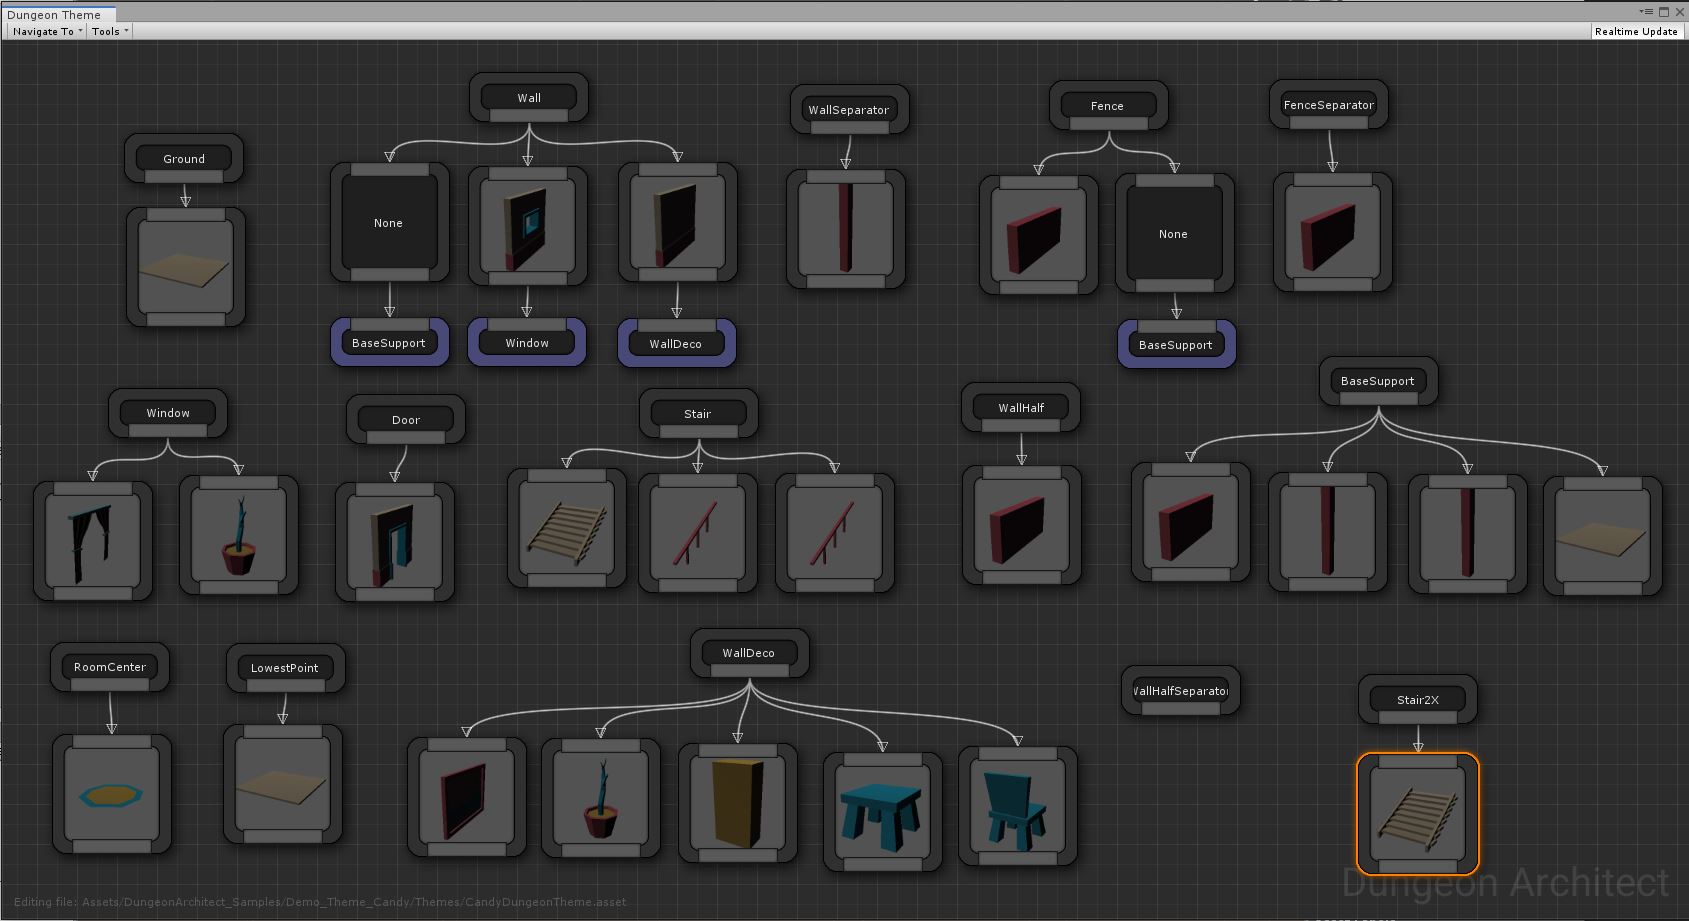 Dungeon Theme
Navigate To
Tools
Realtime Update
Wall
WallSeparator
Fence
FenceSeparator
Ground
None
None
BaseSupport
Window
WallDeco
BaseSupport
Window
Door
Stair
WallHalf
BaseSupport
RoomCenter
LowestPoint
WallDeco
WallHalfSeparator
Stair2X
Dungeon Architect
Editing file: Assets/DungeonArchitect_Samples/Demo_Theme_Candy/Themes/CandyDungeonTheme.asset